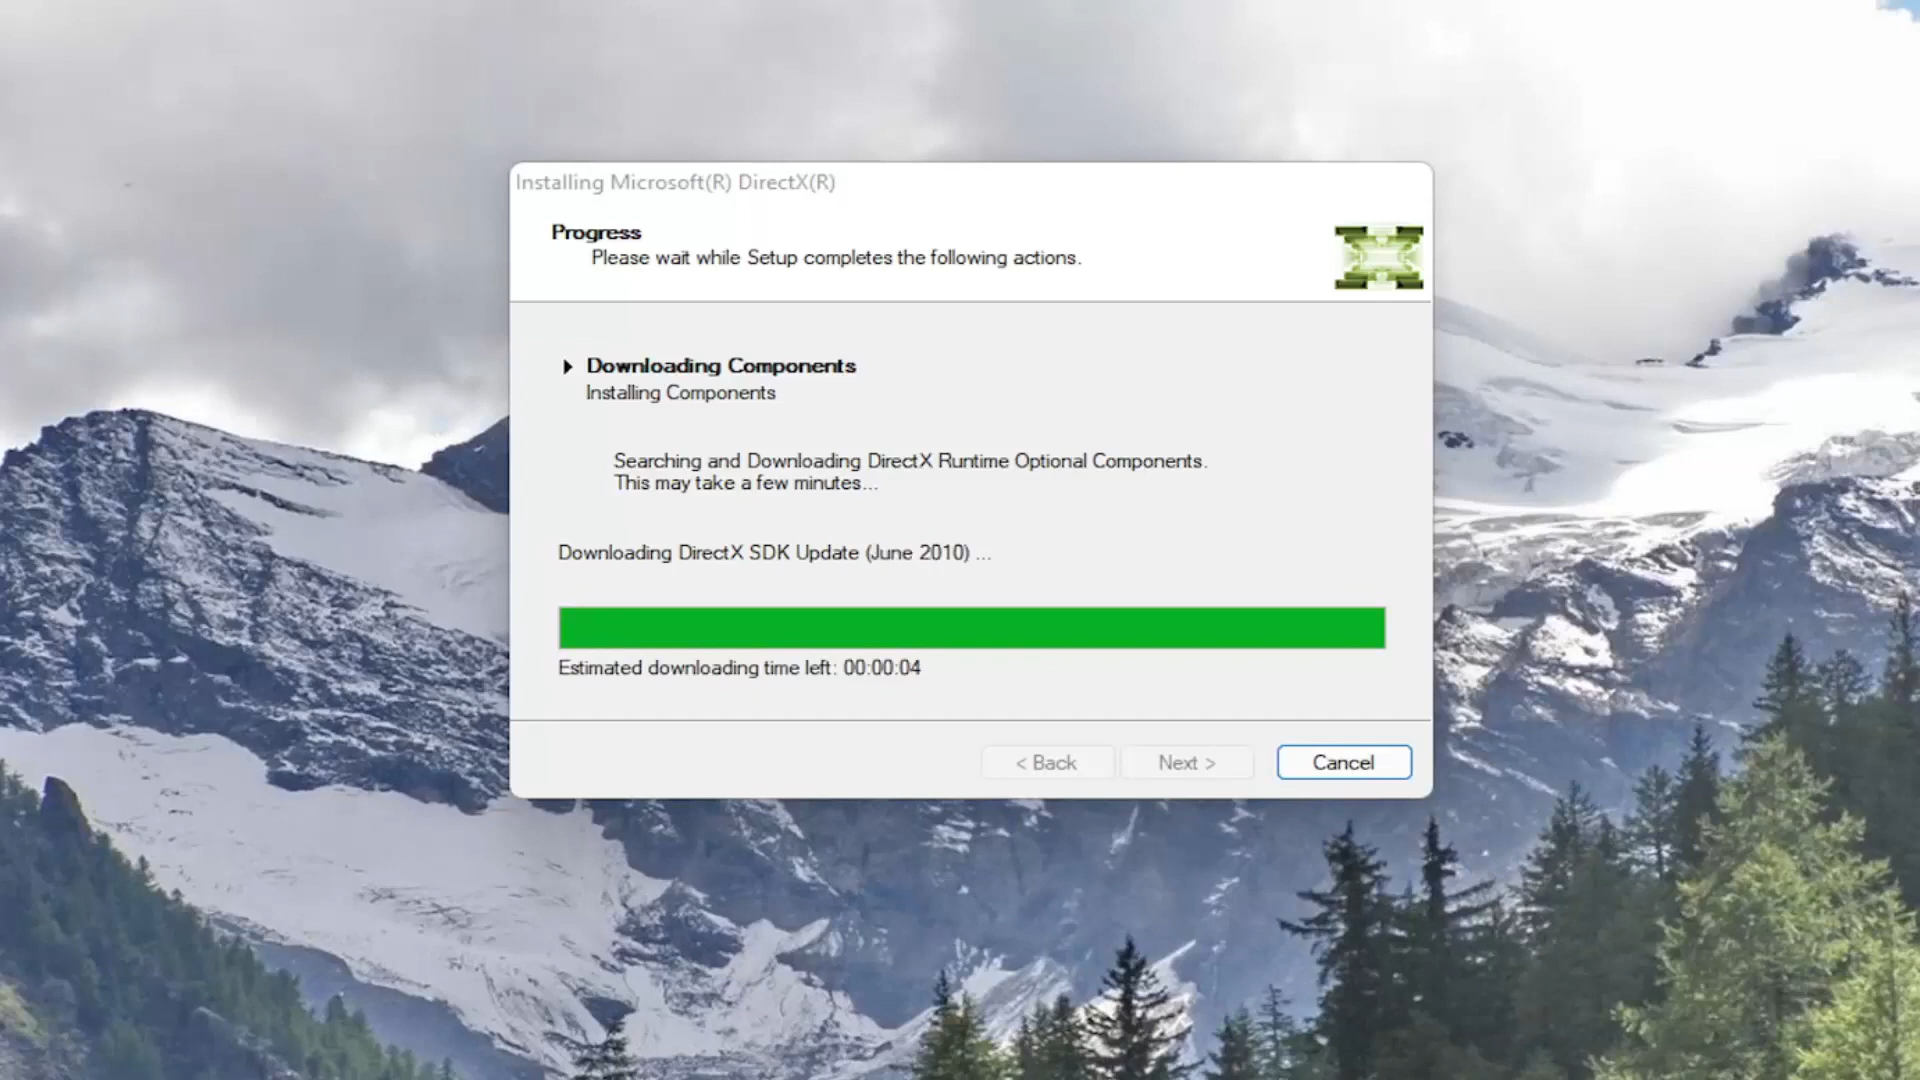 Installing Microsoft(R) DirectX(R)
Progress
Please wait while Setup completes the following actions.
Downloading Components
Installing Components
Searching and Downloading DirectX Runtime Optional Components.
This may take a few minutes...
Downloading DirectX SDK Update (June 2010) ...
Estimated downloading time left: 00:00:04
< Back
Next >
Cancel